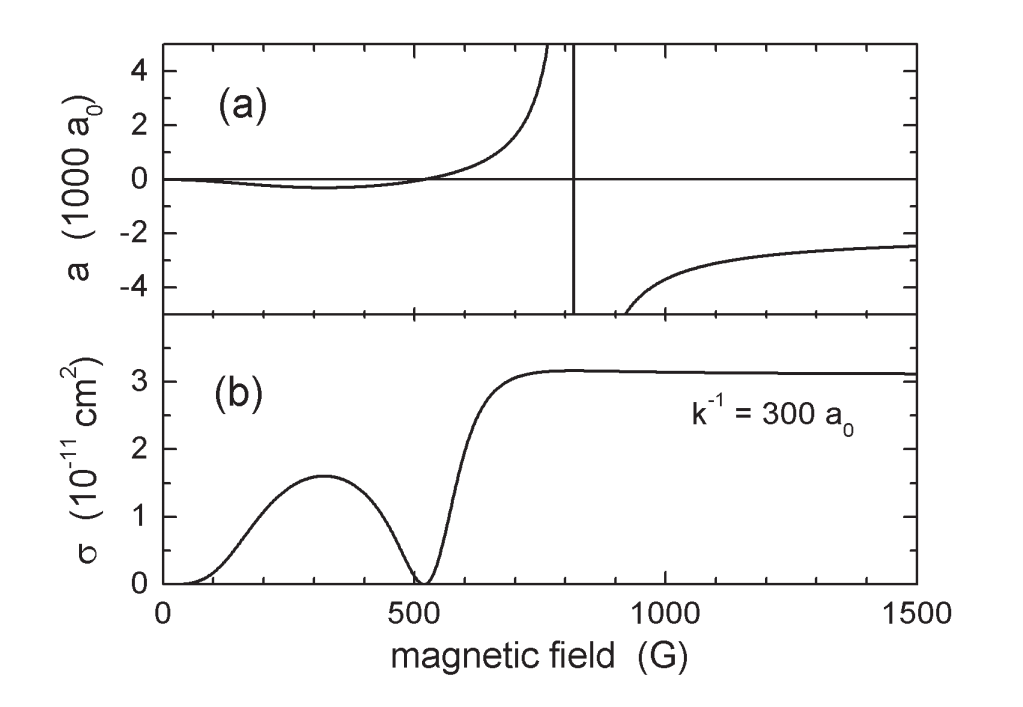 4
2
0
-2
-4
a (1000 a₀)
(a)
3
2
1
0
σ (10⁻¹¹ cm²)
(b)
k⁻¹ = 300 a₀
0 500 1000 1500
magnetic field (G)